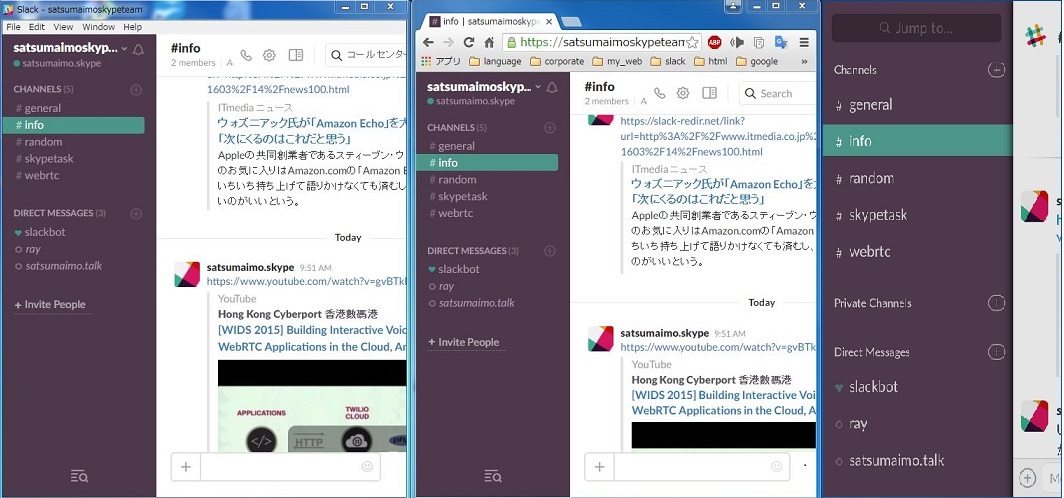 Slack - satsumaimoskypeteam
File Edit View Window Help
satsumaimosкyp...
satsumaimo.skype
CHANNELS (5)
# general
# info
# random
# skypetask
# webrtc
DIRECT MESSAGES (3)
slackbot
ray
satsumaimo.talk
+ Invite People
#info
2 members
コールセンター
1603%2F14%2Fnews100.html
ITmedia ニュース
ウォズニアック氏が「Amazon Echo」を大
「次にくるのはこれだと思う」
Appleの共同創業者であるスティーブン・ウ
のお気に入りはAmazon.comの「Amazon E
いちいち持ち上げて語りかけなくても済むし
いのがいいという。
Today
satsumaimo.skype 9:51 AM
https://www.youtube.com/watch?v=gvBTkl
YouTube
Hong Kong Cyberport 香港數碼港
[WIDS 2015] Building Interactive Voic
WebRTC Applications in the Cloud, An
APPLICATIONS
TWILIO
CLOUD
HTTP
php
info | satsumaimoskype
https://satsumaimoskypeteam
ABP
アプリ language corporate my_web slack html google »
satsumaimoskyp...
satsumaimo.skype
CHANNELS (5)
# general
# info
# random
# skypetask
# webrtc
DIRECT MESSAGES (3)
slackbot
ray
satsumaimo.talk
+ Invite People
#info
2 members
Search
https://slack-redir.net/link?
url=http%3A%2F%2Fwww.itmedia.co.jp%2
1603%2F14%2Fnews100.html
ITmedia ニュース
ウォズニアック氏が「Amazon Echo」を大
「次にくるのはこれだと思う」
Appleの共同創業者であるスティーブン・ウ
のお気に入りはAmazon.comの「Amazon
ちいち持ち上げて語りかけなくても済むし、
のがいいという。
Today
satsumaimo.skype 9:51 AM
https://www.youtube.com/watch?v=gvBTk
YouTube
Hong Kong Cyberport 香港數碼港
[WIDS 2015] Building Interactive Voi
WebRTC Applications in the Cloud, A
Jump to...
Channels
# general
# info
# random
# skypetask
# webrtc
Private Channels
Direct Messages
slackbot
ray
satsumaimo.talk